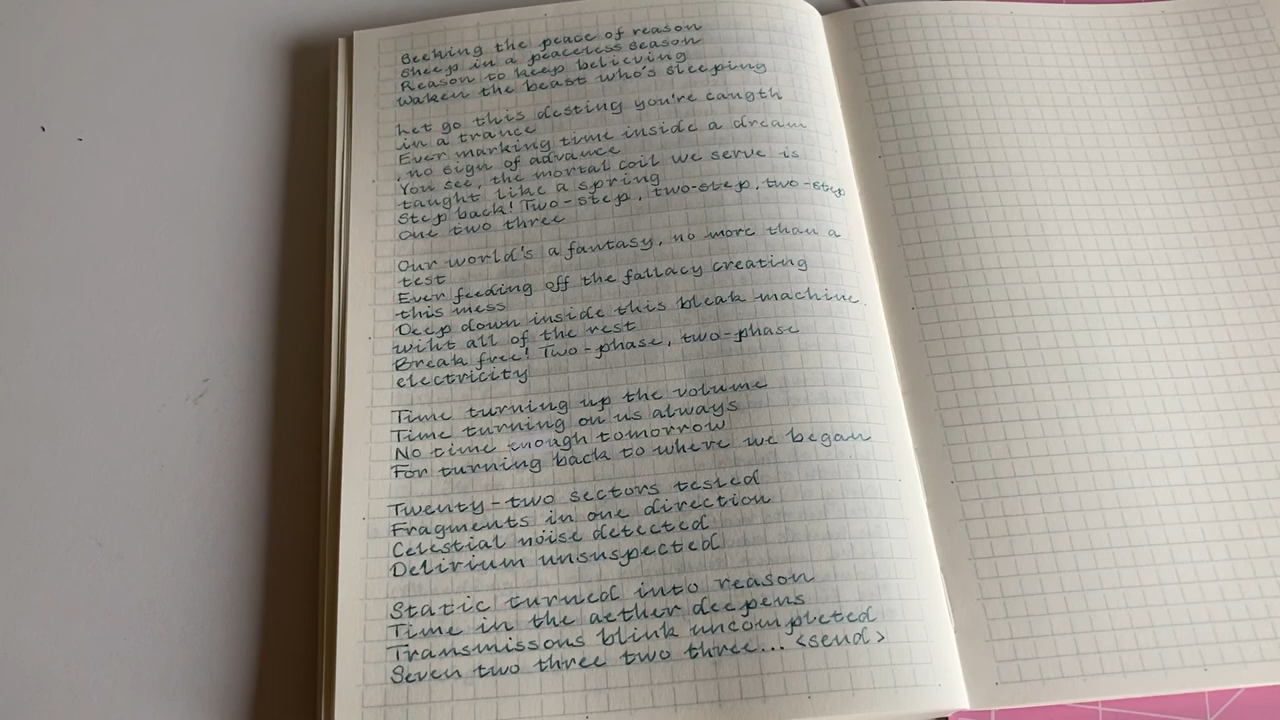 Seeking the peace of reason
Sheep in a peaceless season
Reason to keep believing
Waken the beast who's sleeping
Let go this destiny you're caugth
in a trance
Ever marking time inside a dream
, no sign of advance
You see, the mortal coil we serve is
taught like a spring
Step back! Two-step, two-step, two-step
One two three
Our world's a fantasy, no more than a
test
Ever feeding off the fallacy creating
this mess
Deep down inside this bleak machine
wiht all of the rest
Break free! Two-phase, two-phase
electricity
Time turning up the volume
Time turning on us always
No time enough tomorrow
For turning back to where we began
Twenty-two sectors tested
Fragments in one direction
Celestial noise detected
Delirium unsuspected
Static turned into reason
Time in the aether deepens
Transmissons blink uncompleted
Seven two three two three... <send>